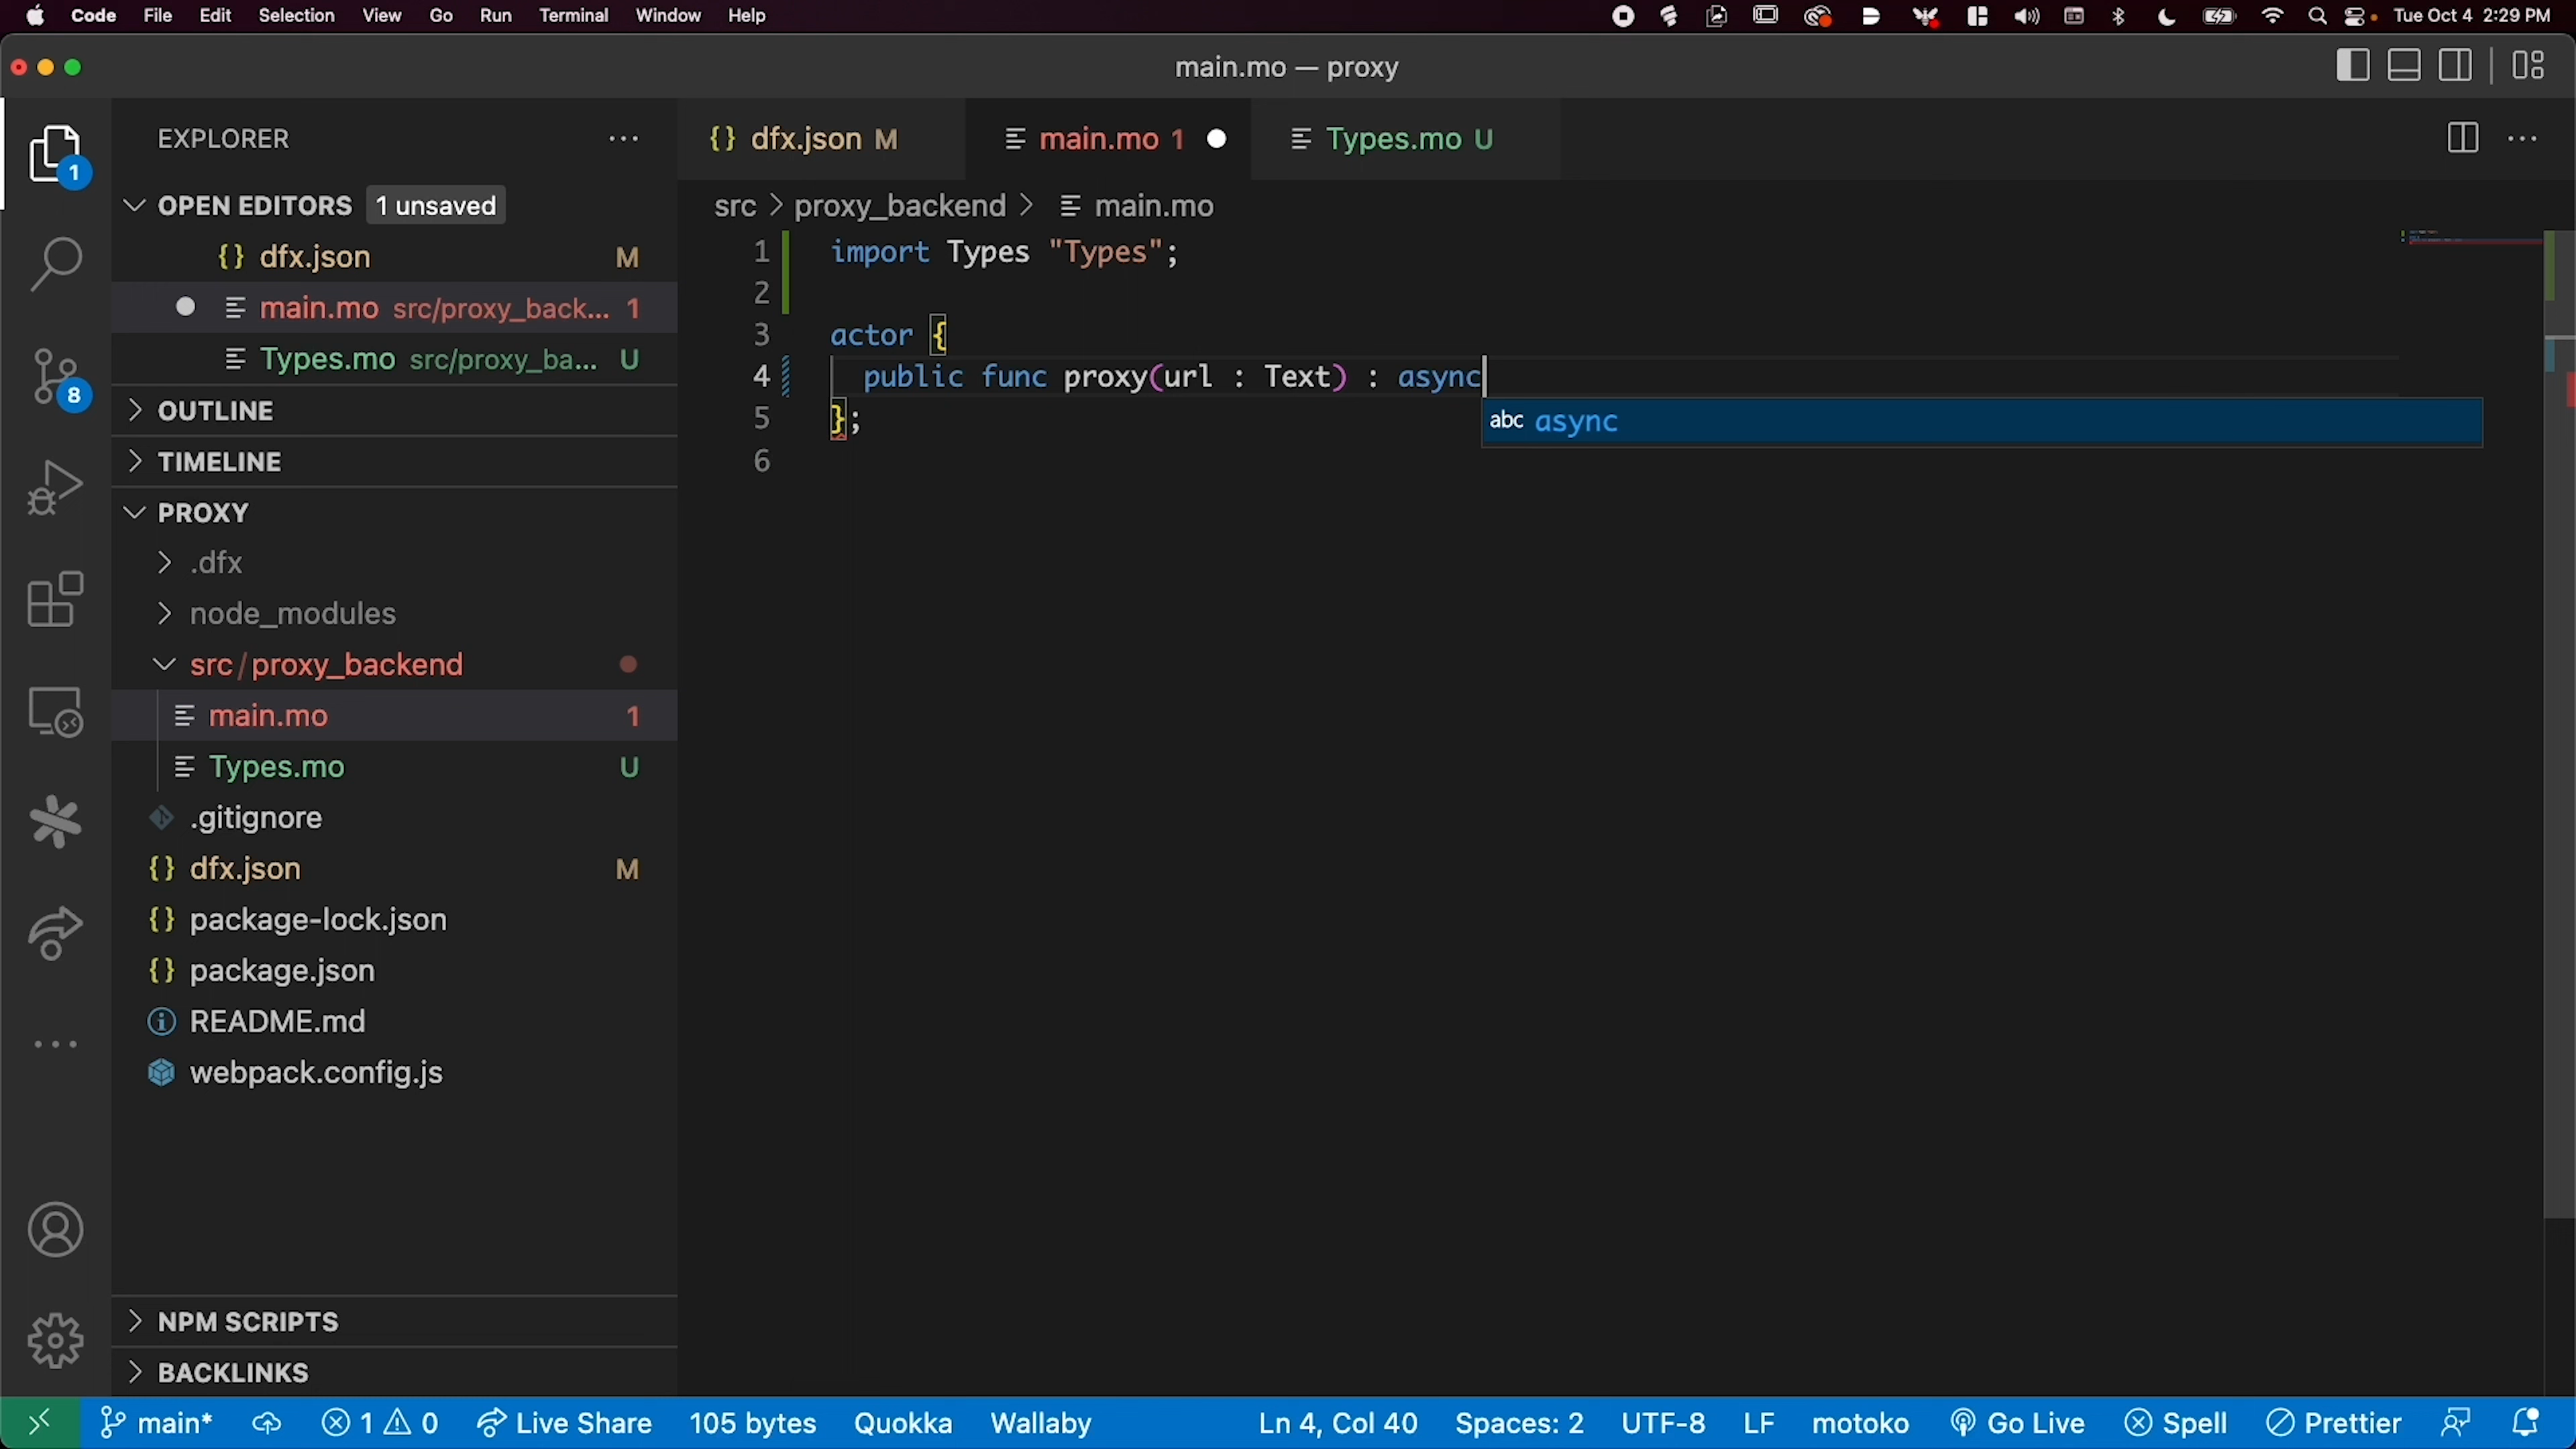 Code File Edit Selection View Go Run Terminal Window Help Tue Oct 4 2:29 PM
main.mo — proxy
EXPLORER
OPEN EDITORS 1 unsaved
{} dfx.json M
main.mo src/proxy_back... 1
Types.mo src/proxy_ba... U
OUTLINE
TIMELINE
PROXY
.dfx
node_modules
src/proxy_backend
main.mo 1
Types.mo U
.gitignore
{} dfx.json M
{} package-lock.json
{} package.json
README.md
webpack.config.js
NPM SCRIPTS
BACKLINKS
1
8
{} dfx.json M main.mo 1 Types.mo U
src > proxy_backend > main.mo
1 import Types "Types";
2
3 actor {
4 public func proxy(url : Text) : async
abc async
5 };
6
main* 1 0 Live Share 105 bytes Quokka Wallaby Ln 4, Col 40 Spaces: 2 UTF-8 LF motoko Go Live Spell Prettier